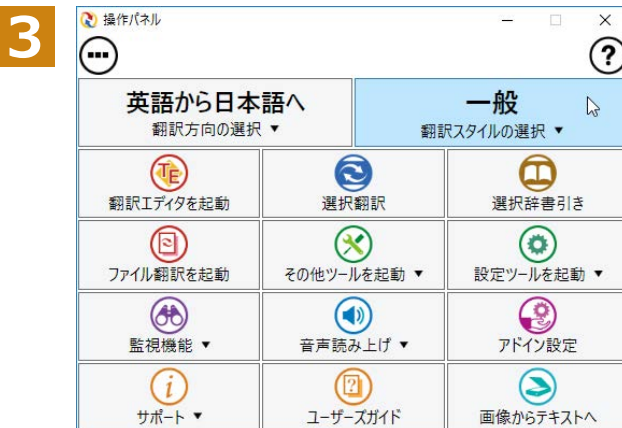 3
操作パネル
英語から日本語へ
翻訳方向の選択 ▼
一般
翻訳スタイルの選択 ▼
TE
翻訳エディタを起動
選択翻訳
選択辞書引き
ファイル翻訳を起動
その他ツールを起動 ▼
設定ツールを起動 ▼
監視機能 ▼
音声読み上げ ▼
アドイン設定
サポート ▼
ユーザーズガイド
画像からテキストへ